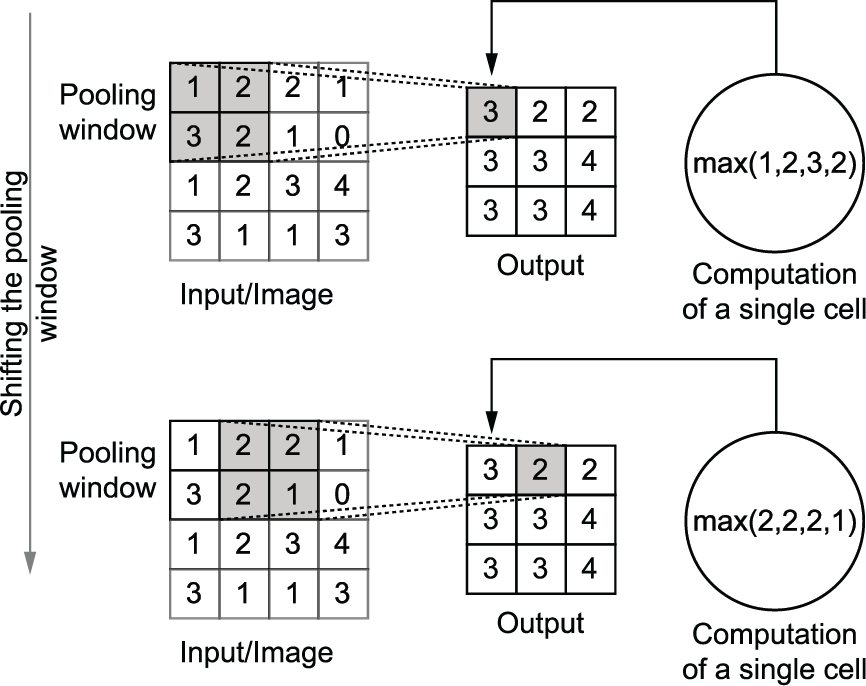 Shifting the pooling
window
Pooling
window
1 2 2 1
3 2 1 0
1 2 3 4
3 1 1 3
Input/Image
3 2 2
3 3 4
3 3 4
Output
max(1,2,3,2)
Computation
of a single cell
Pooling
window
1 2 2 1
3 2 1 0
1 2 3 4
3 1 1 3
Input/Image
3 2 2
3 3 4
3 3 4
Output
max(2,2,2,1)
Computation
of a single cell